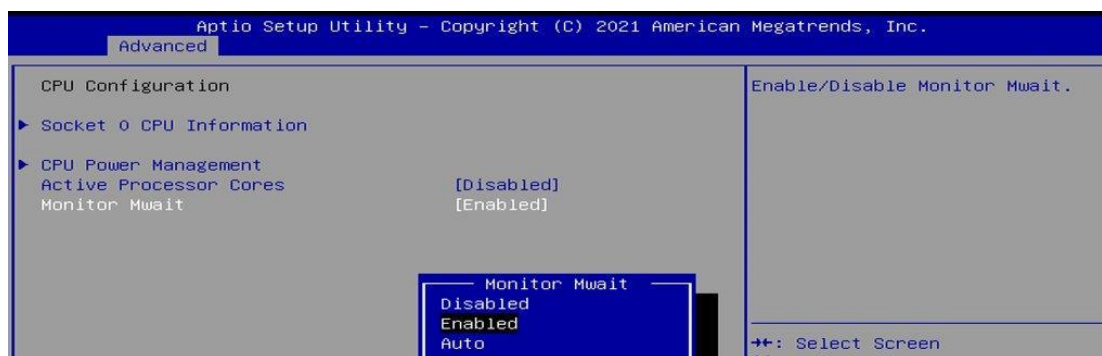 Aptio Setup Utility – Copyright (C) 2021 American Megatrends, Inc.
Advanced
CPU Configuration
Enable/Disable Monitor Mwait.
Socket 0 CPU Information
CPU Power Management
Active Processor Cores [Disabled]
Monitor Mwait [Enabled]
Monitor Mwait
Disabled
Enabled
Auto
→←: Select Screen